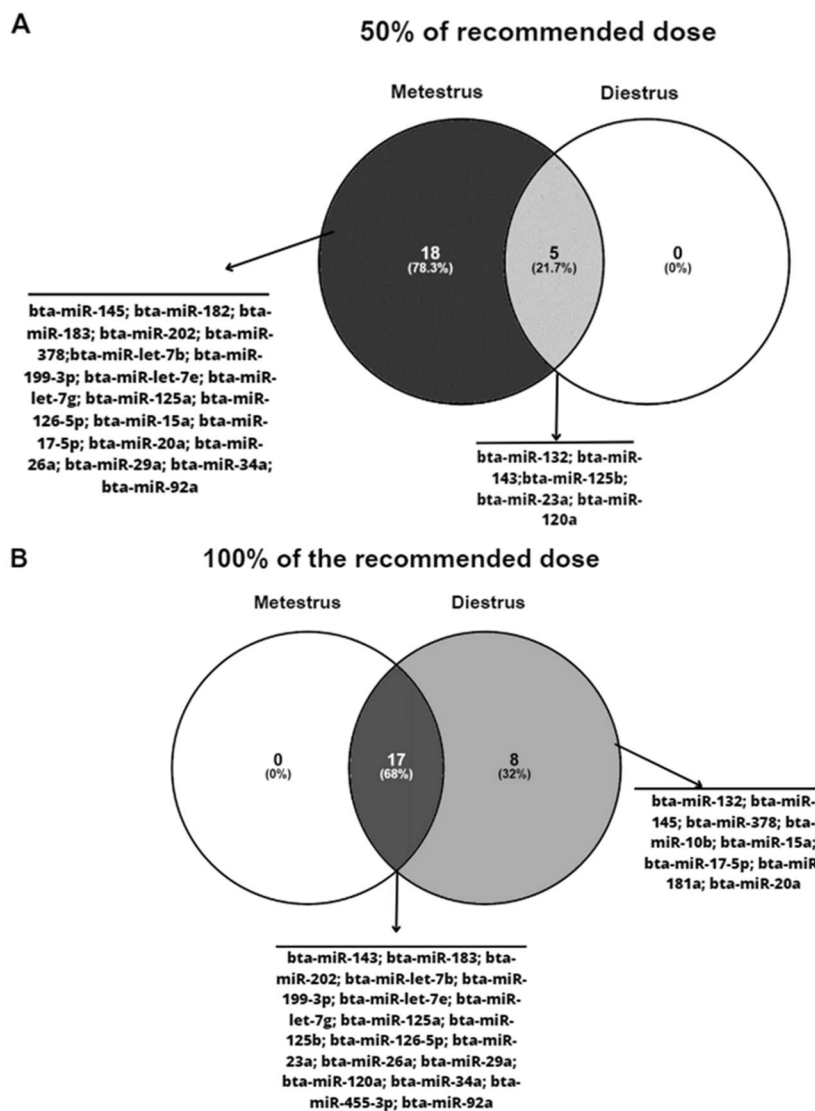 A
50% of recommended dose
Metestrus
Diestrus
18
(78.3%)
5
(21.7%)
0
(0%)
bta-miR-145; bta-miR-182; bta-
miR-183; bta-miR-202; bta-miR-
378;bta-miR-let-7b; bta-miR-
199-3p; bta-miR-let-7e; bta-miR-
let-7g; bta-miR-125a; bta-miR-
126-5p; bta-miR-15a; bta-miR-
17-5p; bta-miR-20a; bta-miR-
26a; bta-miR-29a; bta-miR-34a;
bta-miR-92a
bta-miR-132; bta-miR-
143;bta-miR-125b;
bta-miR-23a; bta-miR-
120a
B
100% of the recommended dose
Metestrus
Diestrus
0
(0%)
17
(68%)
8
(32%)
bta-miR-132; bta-miR-
145; bta-miR-378; bta-
miR-10b; bta-miR-15a;
bta-miR-17-5p; bta-miR
181a; bta-miR-20a
bta-miR-143; bta-miR-183; bta-
miR-202; bta-miR-let-7b; bta-miR-
199-3p; bta-miR-let-7e; bta-miR-
let-7g; bta-miR-125a; bta-miR-
125b; bta-miR-126-5p; bta-miR-
23a; bta-miR-26a; bta-miR-29a;
bta-miR-120a; bta-miR-34a; bta-
miR-455-3p; bta-miR-92a